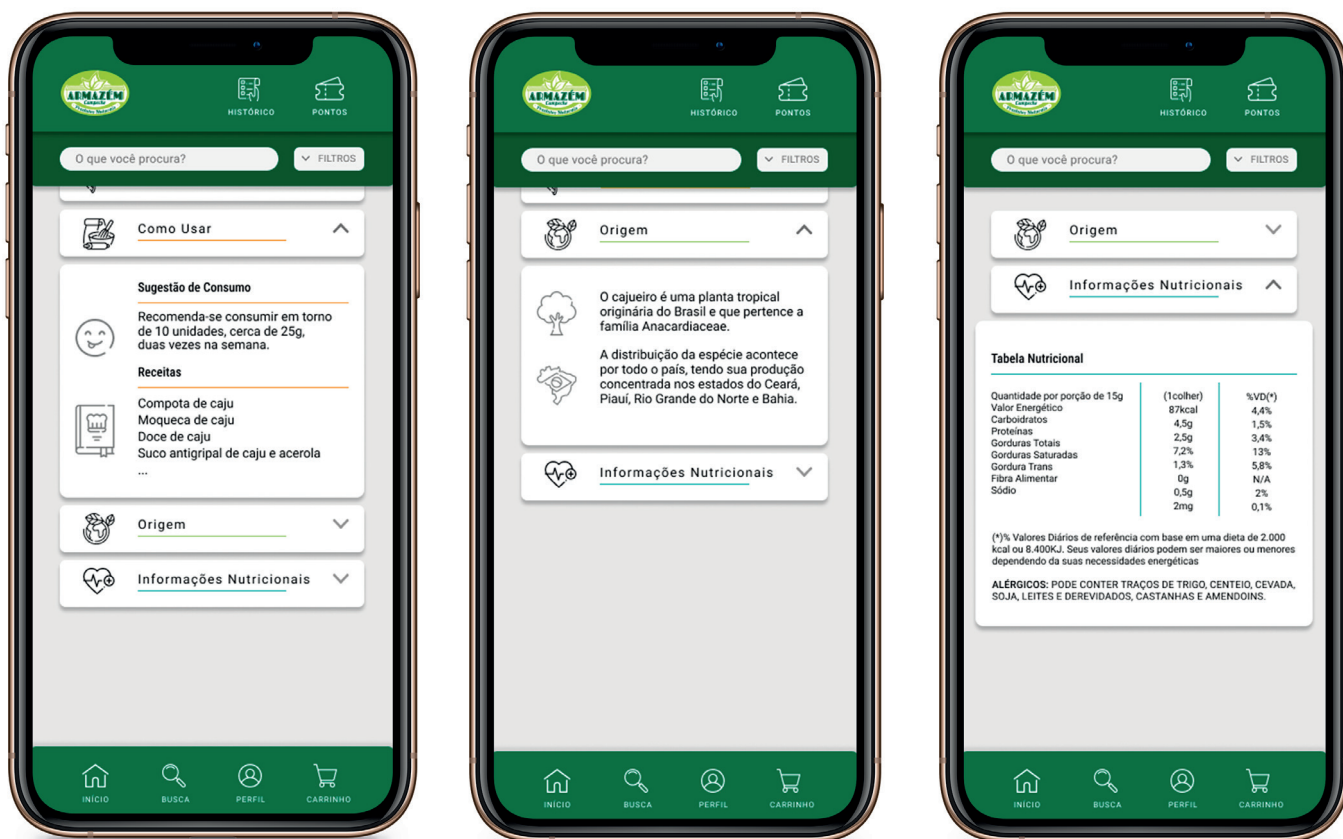 ARMAZÉM
Campeche
Produtos Naturais
HISTÓRICO
PONTOS
O que você procura?
FILTROS
Como Usar
Sugestão de Consumo
Recomenda-se consumir em torno
de 10 unidades, cerca de 25g,
duas vezes na semana.
Receitas
Compota de caju
Moqueca de caju
Doce de caju
Suco antigripal de caju e acerola
...
Origem
Informações Nutricionais
INÍCIO
BUSCA
PERFIL
CARRINHO
ARMAZÉM
Campeche
Produtos Naturais
HISTÓRICO
PONTOS
O que você procura?
FILTROS
Origem
O cajueiro é uma planta tropical
originária do Brasil e que pertence a
família Anacardiaceae.
A distribuição da espécie acontece
por todo o país, tendo sua produção
concentrada nos estados do Ceará,
Piauí, Rio Grande do Norte e Bahia.
Informações Nutricionais
INÍCIO
BUSCA
PERFIL
CARRINHO
ARMAZÉM
Campeche
Produtos Naturais
HISTÓRICO
PONTOS
O que você procura?
FILTROS
Origem
Informações Nutricionais
Tabela Nutricional
Quantidade por porção de 15g (1colher) %VD(*)
Valor Energético 87kcal 4,4%
Carboidratos 4,5g 1,5%
Proteínas 2,5g 3,4%
Gorduras Totais 7,2% 13%
Gorduras Saturadas 1,3% 5,8%
Gordura Trans 0g N/A
Fibra Alimentar 0,5g 2%
Sódio 2mg 0,1%
(*)% Valores Diários de referência com base em uma dieta de 2.000
kcal ou 8.400KJ. Seus valores diários podem ser maiores ou menores
dependendo da suas necessidades energéticas
ALÉRGICOS: PODE CONTER TRAÇOS DE TRIGO, CENTEIO, CEVADA,
SOJA, LEITES E DEREVIDADOS, CASTANHAS E AMENDOINS.
INÍCIO
BUSCA
PERFIL
CARRINHO